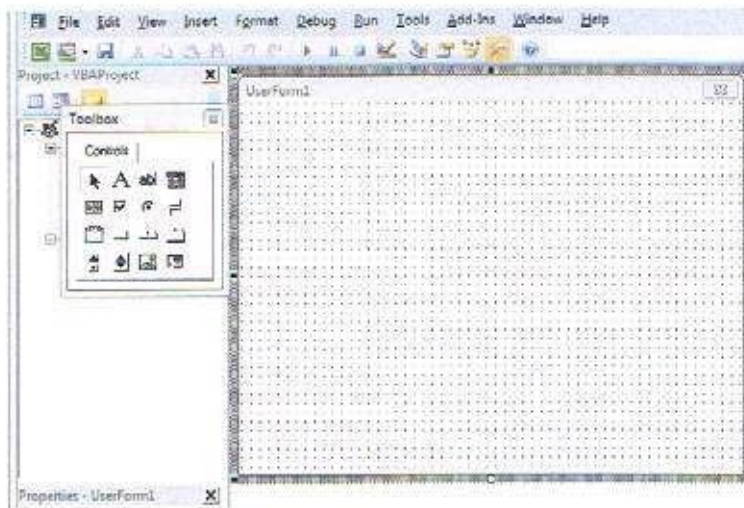 File Edit View Insert Format Debug Run Tools Add-Ins Window Help
Project - VBAProject
UserForm1
Toolbox
Controls
A abl
Properties - UserForm1